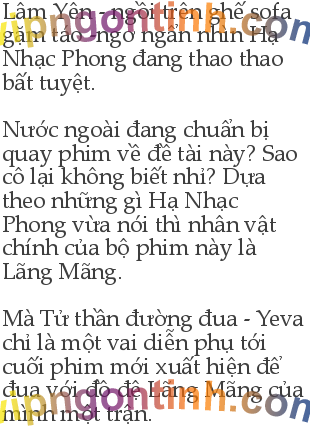 Lâm Yên - ngồi trên ghế sofa
gặm táo -ngơ ngẩn nhìn Hạ
Nhạc Phong đang thao thao
bất tuyệt.
Nước ngoài đang chuẩn bị
quay phim về đề tài này? Sao
cô lại không biết nhỉ? Dựa
theo những gì Hạ Nhạc
Phong vừa nói thì nhân vật
chính của bộ phim này là
Lãng Mãng.
Mà Tử thần đường đua - Yeva
chỉ là một vai diễn phụ tới
cuối phim mới xuất hiện để
đua với đồ đệ Lãng Mãng của
mình một trận.
upngontinh.com
upngontinh.com